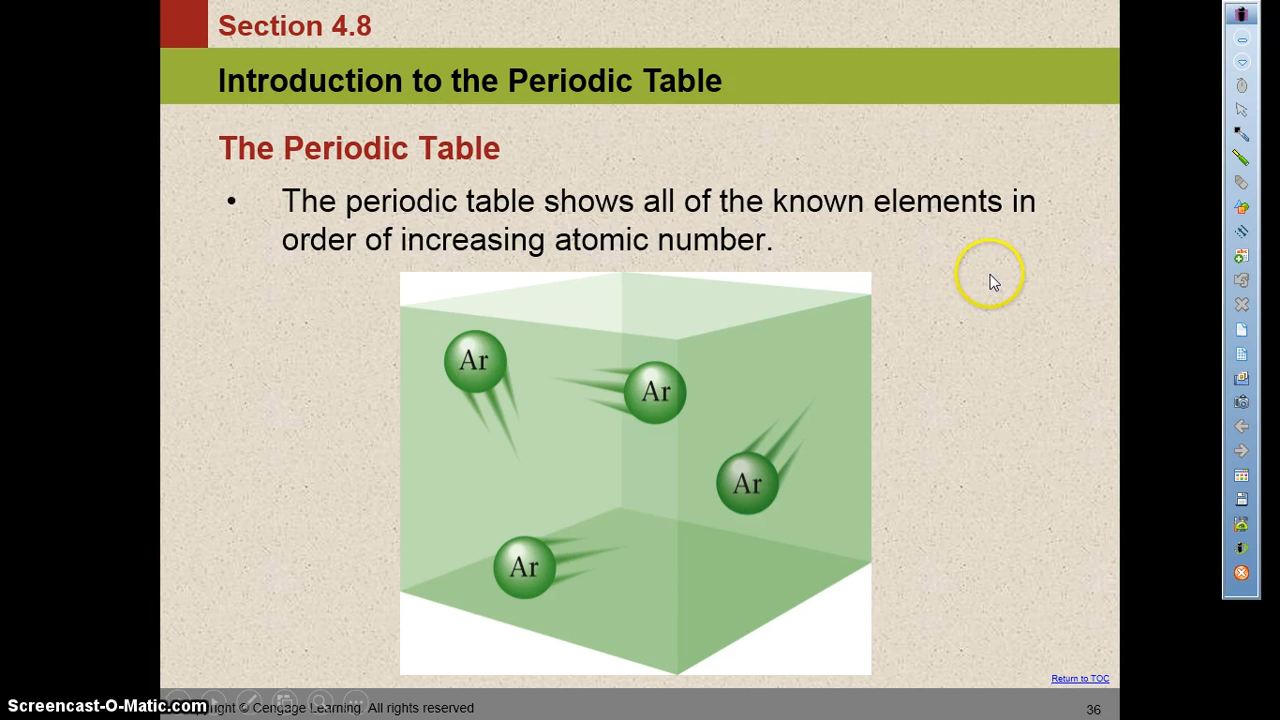 Section 4.8
Introduction to the Periodic Table
The Periodic Table
• The periodic table shows all of the known elements in
order of increasing atomic number.
Ar
Ar
Ar
Ar
Return to TOC
Screencast-O-Matic.com
© Cengage Learning. All rights reserved
36